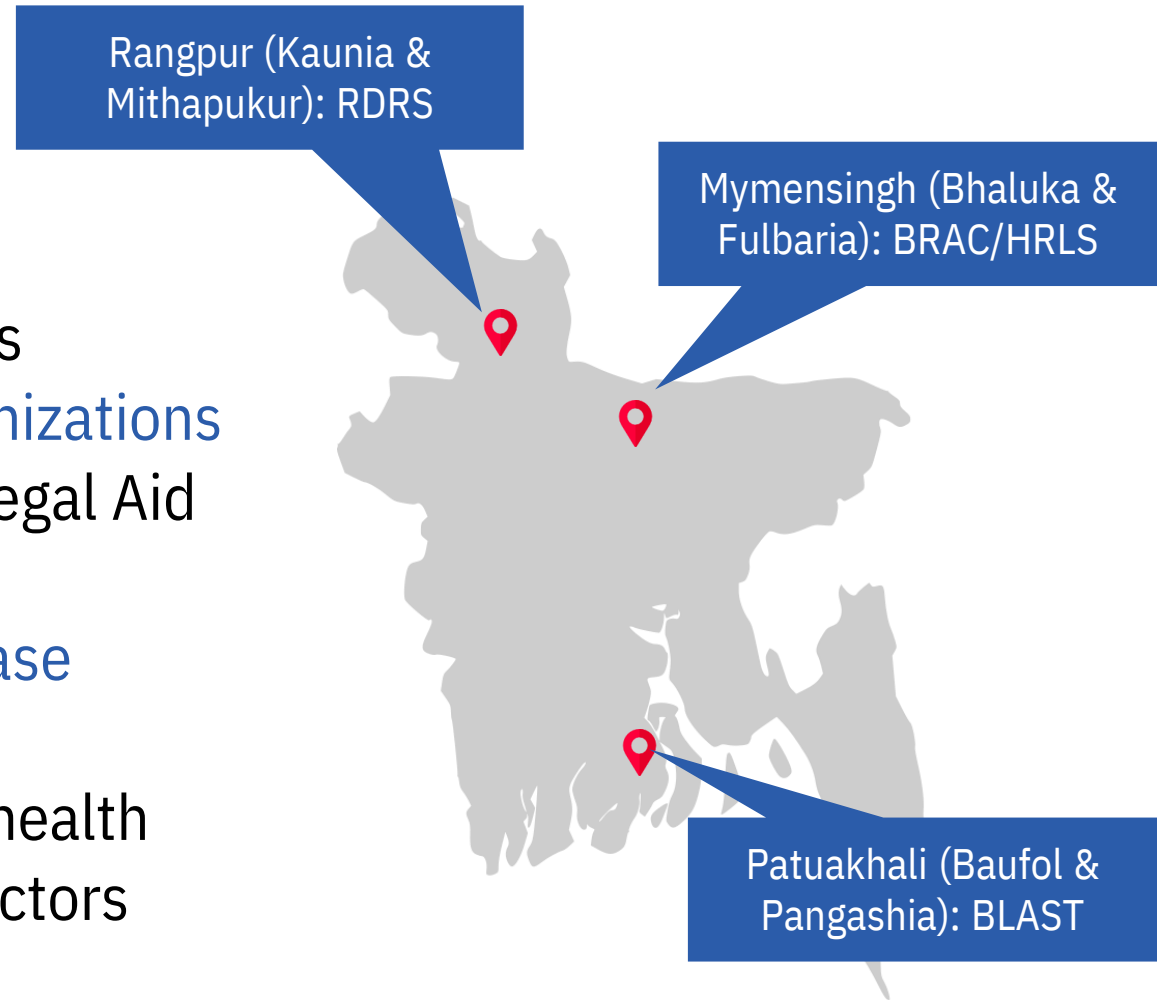 Rangpur (Kaunia &
Mithapukur): RDRS
Mymensingh (Bhaluka &
Fulbaria): BRAC/HRLS
s
nizations
egal Aid
ase
health
ctors
Patuakhali (Baufol &
Pangashia): BLAST